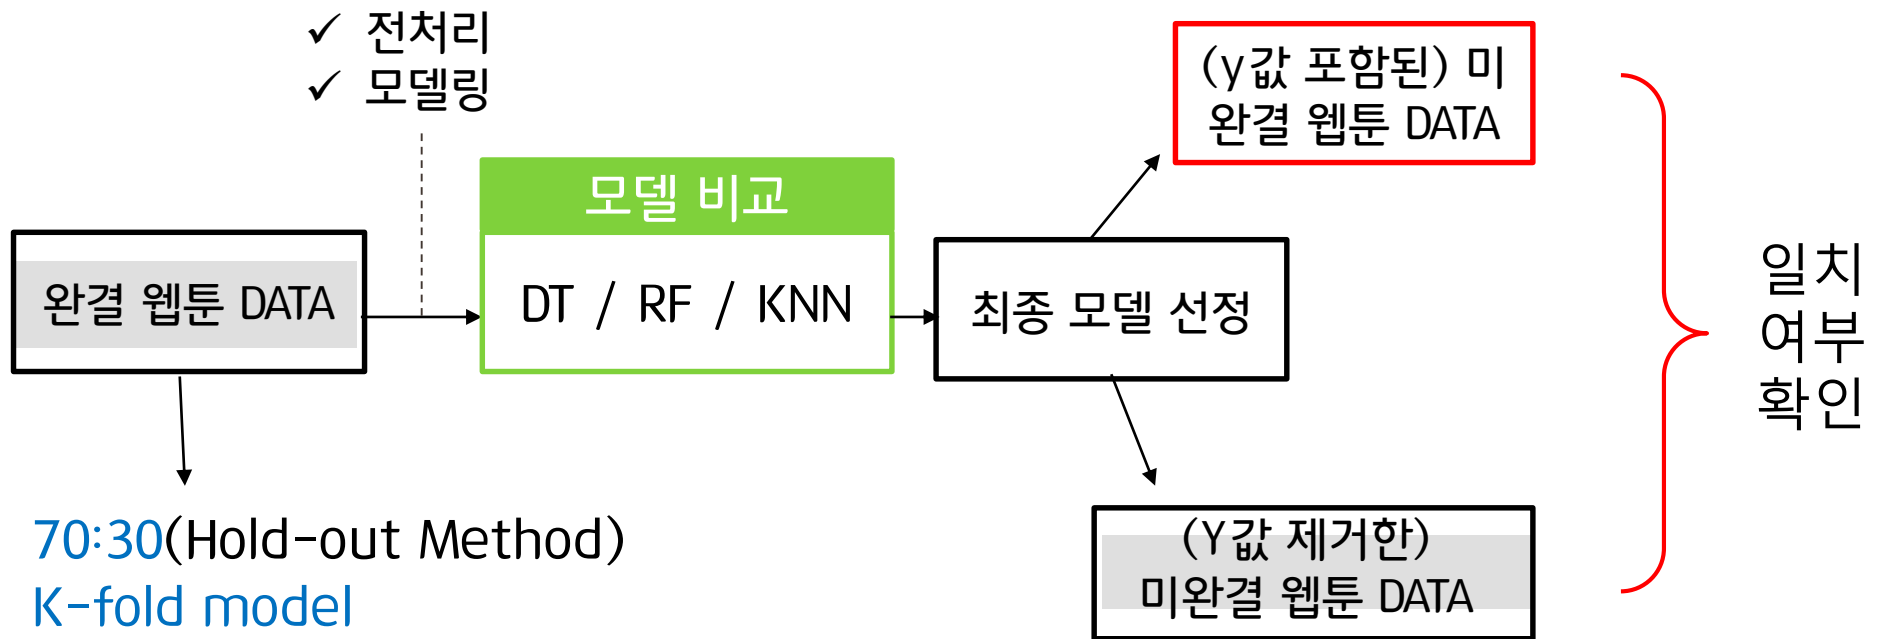 ✓ 전처리
✓ 모델링
(y값 포함된) 미
완결 웹툰 DATA
모델 비교
완결 웹툰 DATA
DT / RF / KNN
최종 모델 선정
일치
여부
확인
70:30(Hold-out Method)
K-fold model
(Y값 제거한)
미완결 웹툰 DATA